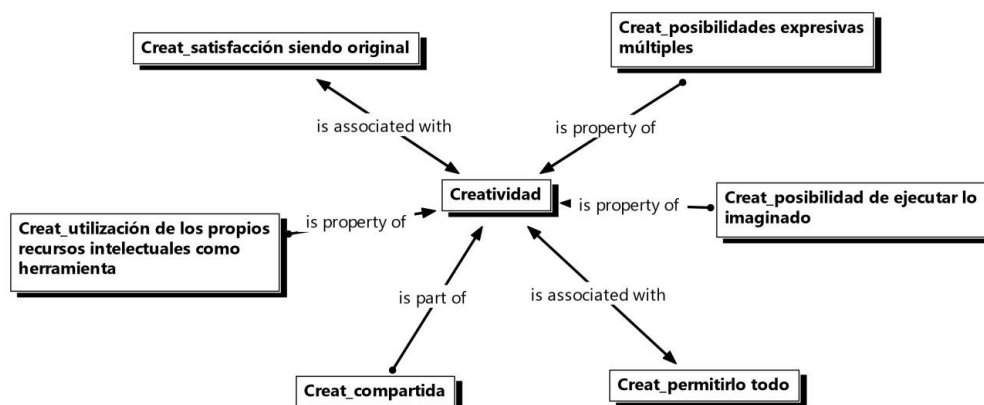 Creat_satisfacción siendo original
Creat_posibilidades expresivas
múltiples
is associated with
is property of
Creatividad
Creat_posibilidad de ejecutar lo
imaginado
is property of
Creat_utilización de los propios
recursos intelectuales como
herramienta
is property of
is part of
is associated with
Creat_compartida
Creat_permitirlo todo